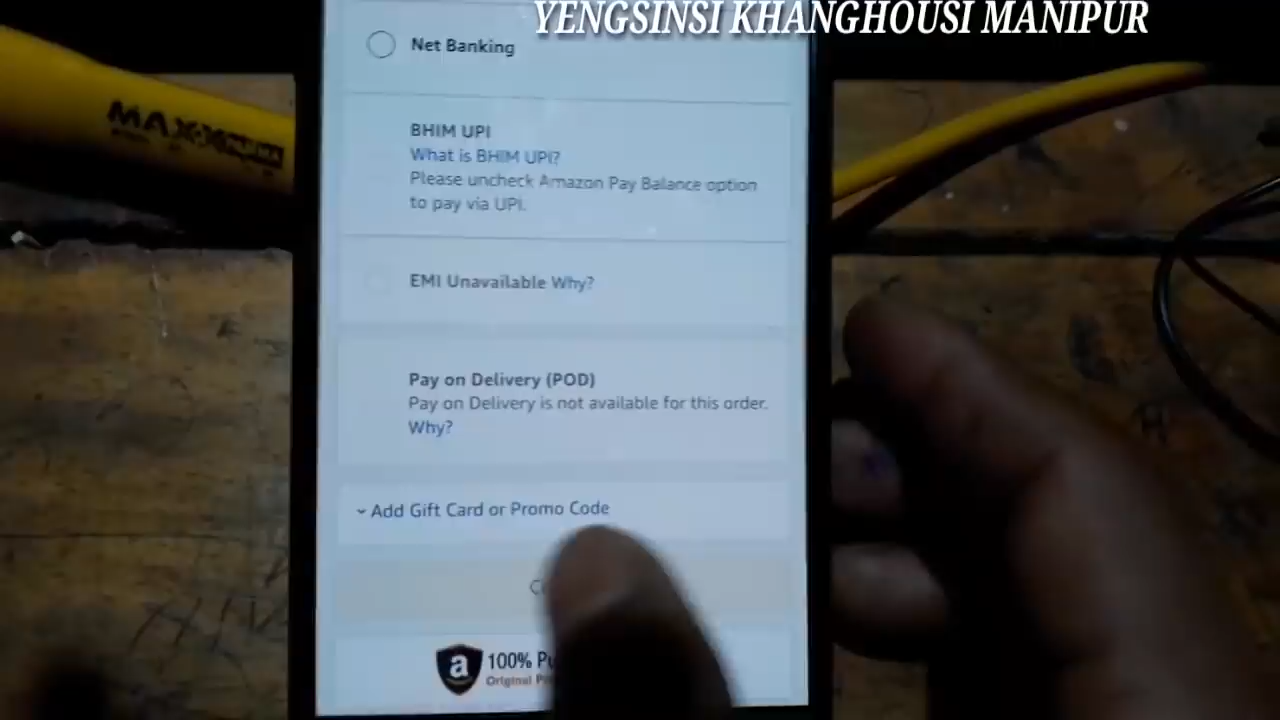 YENGSINSI KHANGHOUSI MANIPUR
Net Banking
MAXX
BHIM UPI
What is BHIM UPI?
Please uncheck Amazon Pay Balance option
to pay via UPI.
EMI Unavailable Why?
Pay on Delivery (POD)
Pay on Delivery is not available for this order.
Why?
Add Gift Card or Promo Code
a 100%
Original